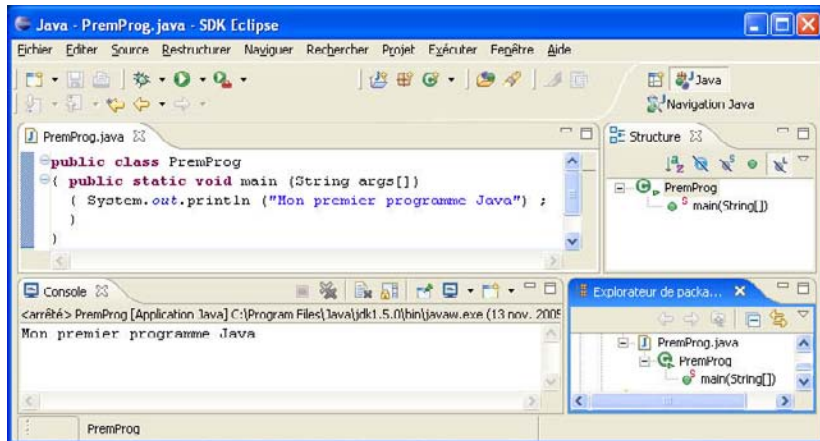 Java - PremProg.java - SDK Eclipse
Fichier Editer Source Restructurer Naviguer Rechercher Projet Exécuter Fenêtre Aide
Java
Navigation Java
PremProg.java
public class PremProg
{ public static void main (String args[])
{ System.out.println ("Mon premier programme Java") ;
}
}
Structure
PremProg
main(String[])
Console
<arrêté> PremProg [Application Java] C:\Program Files\Java\jdk1.5.0\bin\javaw.exe (13 nov. 2005
Mon premier programme Java
Explorateur de packa...
PremProg.java
PremProg
main(String[])
PremProg